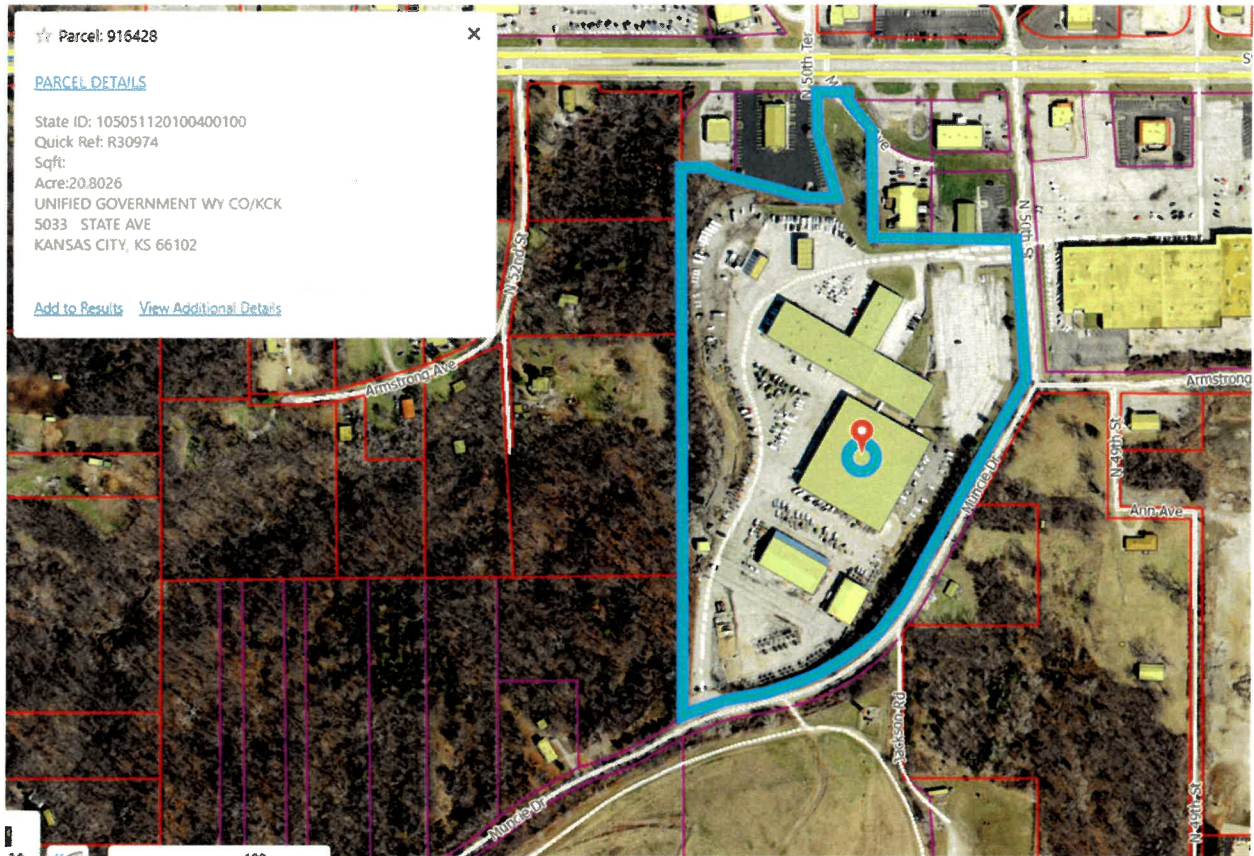 Parcel: 916428
PARCEL DETAILS
State ID: 105051120100400100
Quick Ref: R30974
Sqft:
Acre:20.8026
UNIFIED GOVERNMENT WY CO/KCK
5033 STATE AVE
KANSAS CITY, KS 66102
Add to Results View Additional Details
N 50th Ter
N 52nd St
N 50th St
Armstrong Ave
Armstrong
N 49th St
Muncie Dr
Ann Ave
Jackson Rd
Muncie Dr
N 49th St